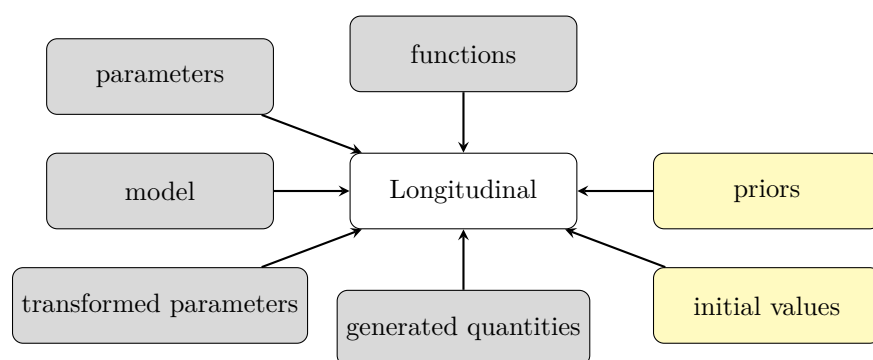 functions
parameters
model
Longitudinal
priors
transformed parameters
generated quantities
initial values